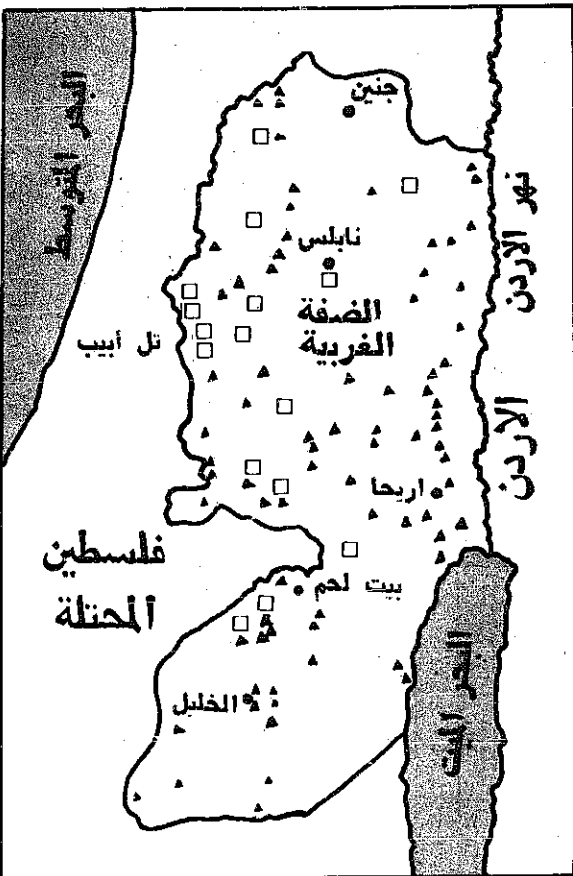 البحر المتوسط
جنين
نهر الاردن
نابلس
الضفة
الغربية
تل أبيب
الاردن
اريحا
فلسطين
المحتلة
بيت لحم
البحر الميت
الخليل